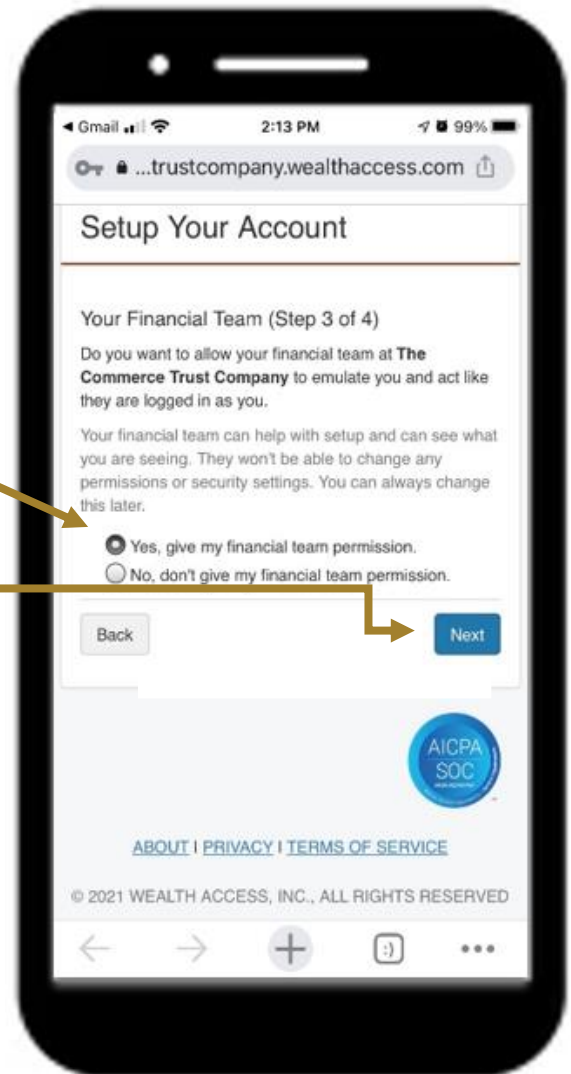 Gmail
2:13 PM
99%
...trustcompany.wealthaccess.com
Setup Your Account
Your Financial Team (Step 3 of 4)
Do you want to allow your financial team at The
Commerce Trust Company to emulate you and act like
they are logged in as you.
Your financial team can help with setup and can see what
you are seeing. They won't be able to change any
permissions or security settings. You can always change
this later.
Yes, give my financial team permission.
No, don't give my financial team permission.
Back
Next
AICPA
SOC
ABOUT | PRIVACY | TERMS OF SERVICE
© 2021 WEALTH ACCESS, INC., ALL RIGHTS RESERVED
:)